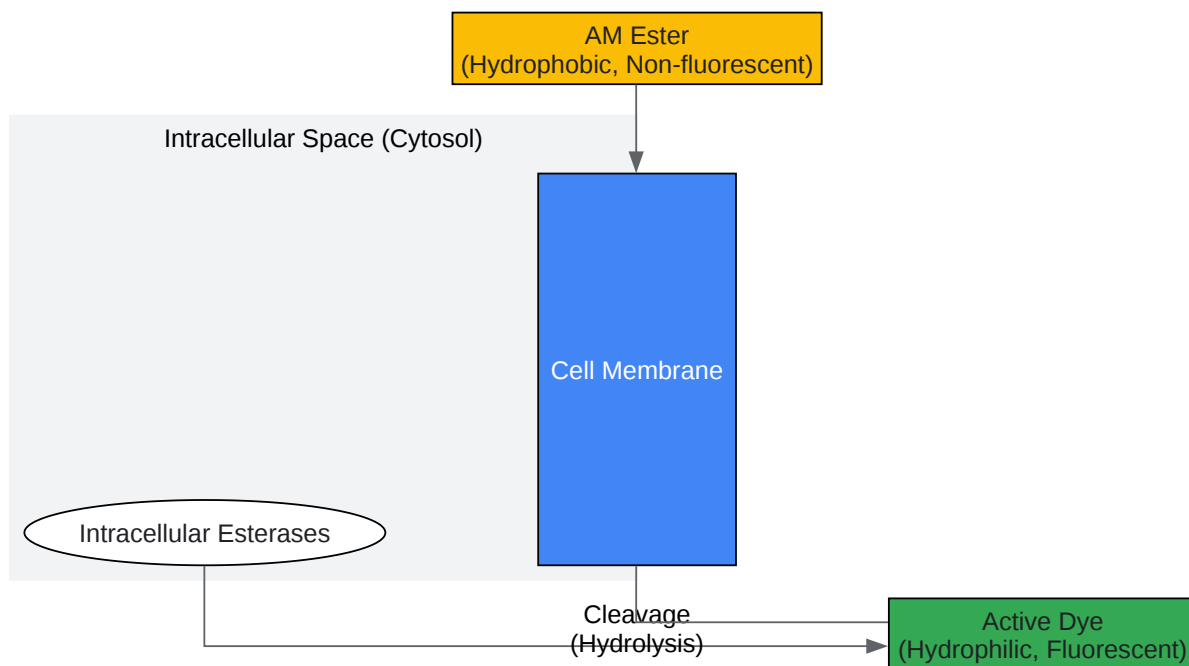 AM Ester
(Hydrophobic, Non-fluorescent)
Intracellular Space (Cytosol)
Cell Membrane
Intracellular Esterases
Cleavage
(Hydrolysis)
Active Dye
(Hydrophilic, Fluorescent)